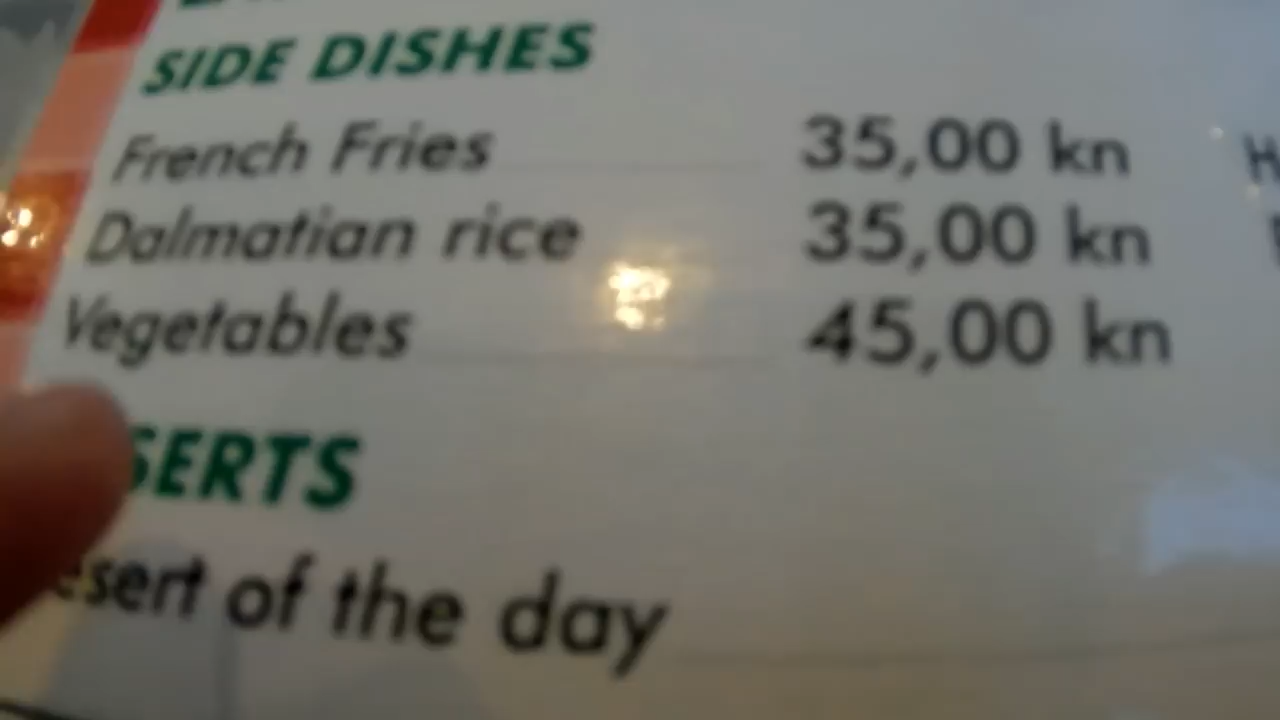 SIDE DISHES
French Fries 35,00 kn
Dalmatian rice 35,00 kn
Vegetables 45,00 kn
SERTS
sert of the day